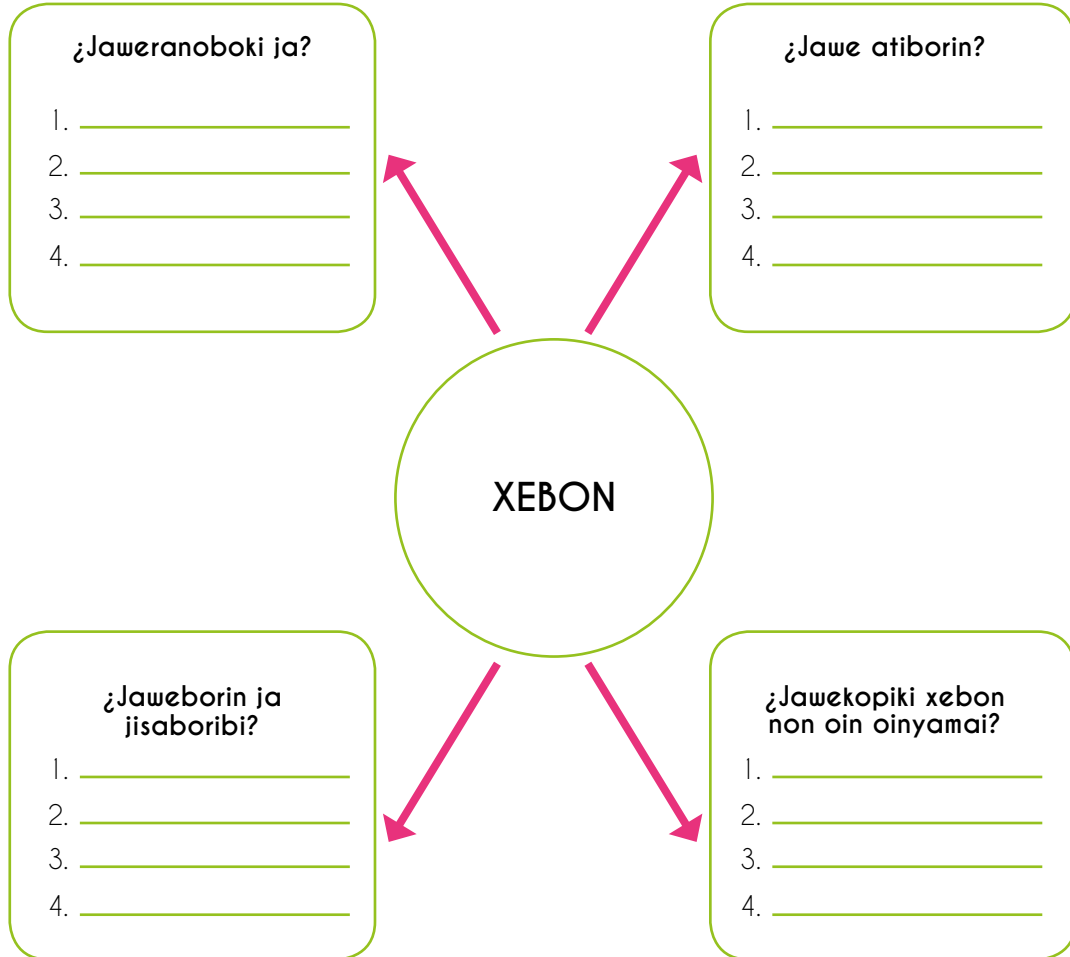 ¿Jaweranoboki ja?
1.
2.
3.
4.
¿Jawe atiborin?
1.
2.
3.
4.
XEBON
¿Jaweborin ja
jisaboribi?
1.
2.
3.
4.
¿Jawekopiki xebon
non oin oinyamai?
1.
2.
3.
4.